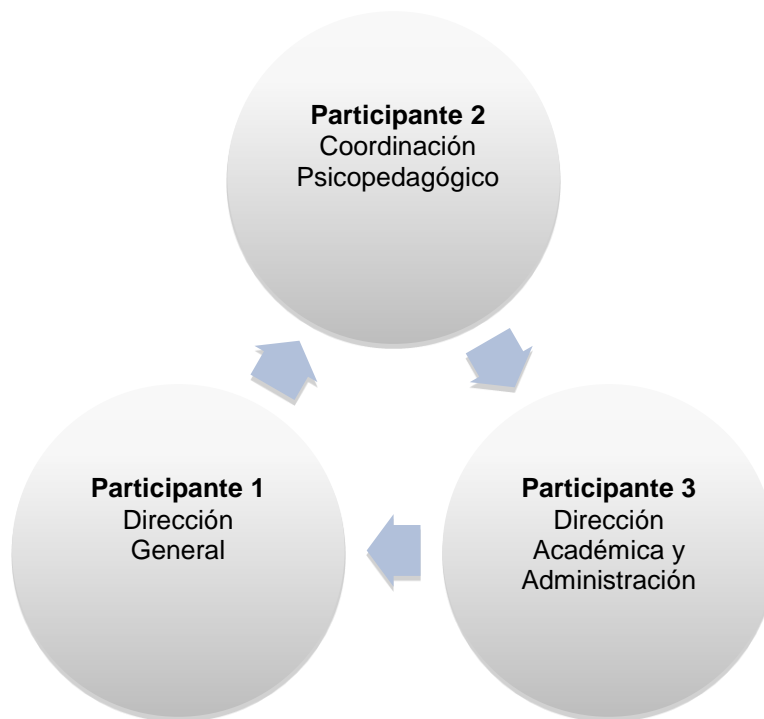 Participante 2
Coordinación
Psicopedagógico
Participante 1
Dirección
General
Participante 3
Dirección
Académica y
Administración